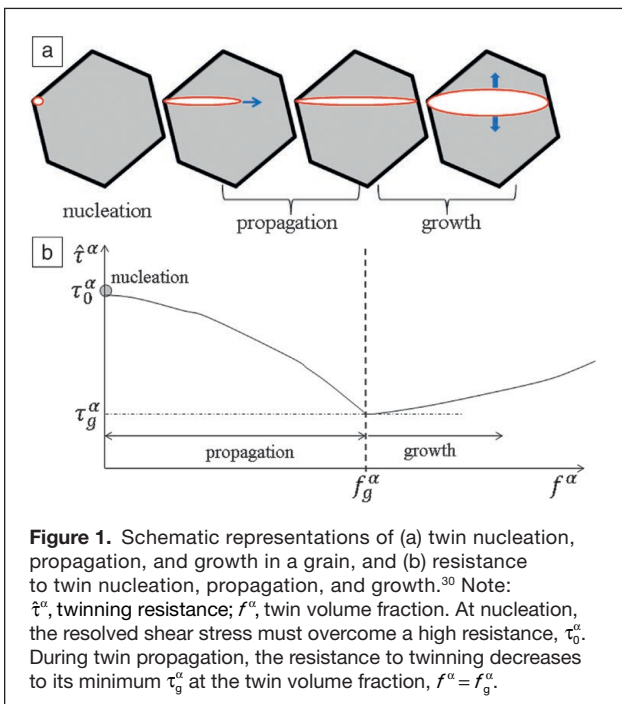 a
nucleation
propagation
growth
b
τ̂^α
nucleation
τ₀^α
τ_g^α
propagation
growth
f_g^α
f^α
Figure 1. Schematic representations of (a) twin nucleation,
propagation, and growth in a grain, and (b) resistance
to twin nucleation, propagation, and growth.³⁰ Note:
τ̂^α, twinning resistance; f^α, twin volume fraction. At nucleation,
the resolved shear stress must overcome a high resistance, τ₀^α.
During twin propagation, the resistance to twinning decreases
to its minimum τ_g^α at the twin volume fraction, f^α = f_g^α.